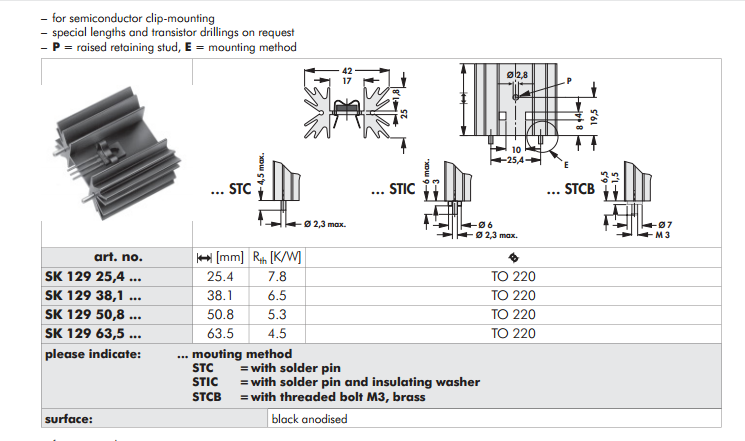 – for semiconductor clip-mounting
– special lengths and transistor drillings on request
– P = raised retaining stud, E = mounting method
42
17
1,8
25
Ø 2,8
P
4
8
19,5
10
25,4
E
... STC
4,5 max.
Ø 2,3 max.
... STIC
6 max.
3
Ø 6
Ø 2,3 max.
... STCB
6,5
1,5
Ø 7
M 3
art. no. [mm] Rth [K/W]
SK 129 25,4 ... 25.4 7.8 TO 220
SK 129 38,1 ... 38.1 6.5 TO 220
SK 129 50,8 ... 50.8 5.3 TO 220
SK 129 63,5 ... 63.5 4.5 TO 220
please indicate: ... mouting method
STC = with solder pin
STIC = with solder pin and insulating washer
STCB = with threaded bolt M3, brass
surface: black anodised